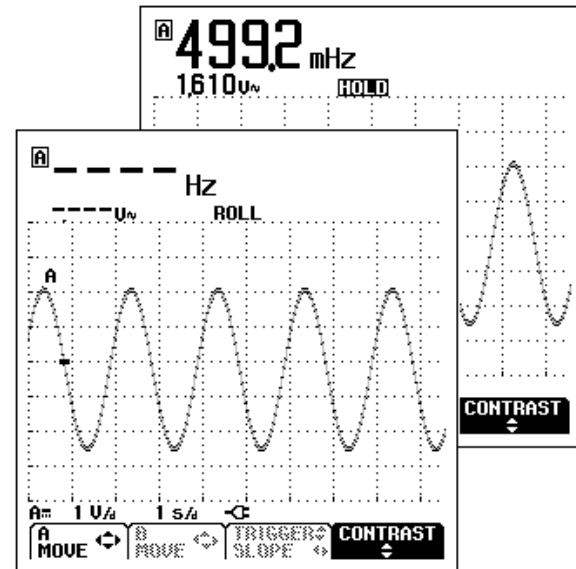 A 499.2 mHz
1.610 V~ HOLD
CONTRAST
A ---- Hz
----- V~ ROLL
A
A 1 V/d 1 s/d
A MOVE B MOVE TRIGGER SLOPE CONTRAST